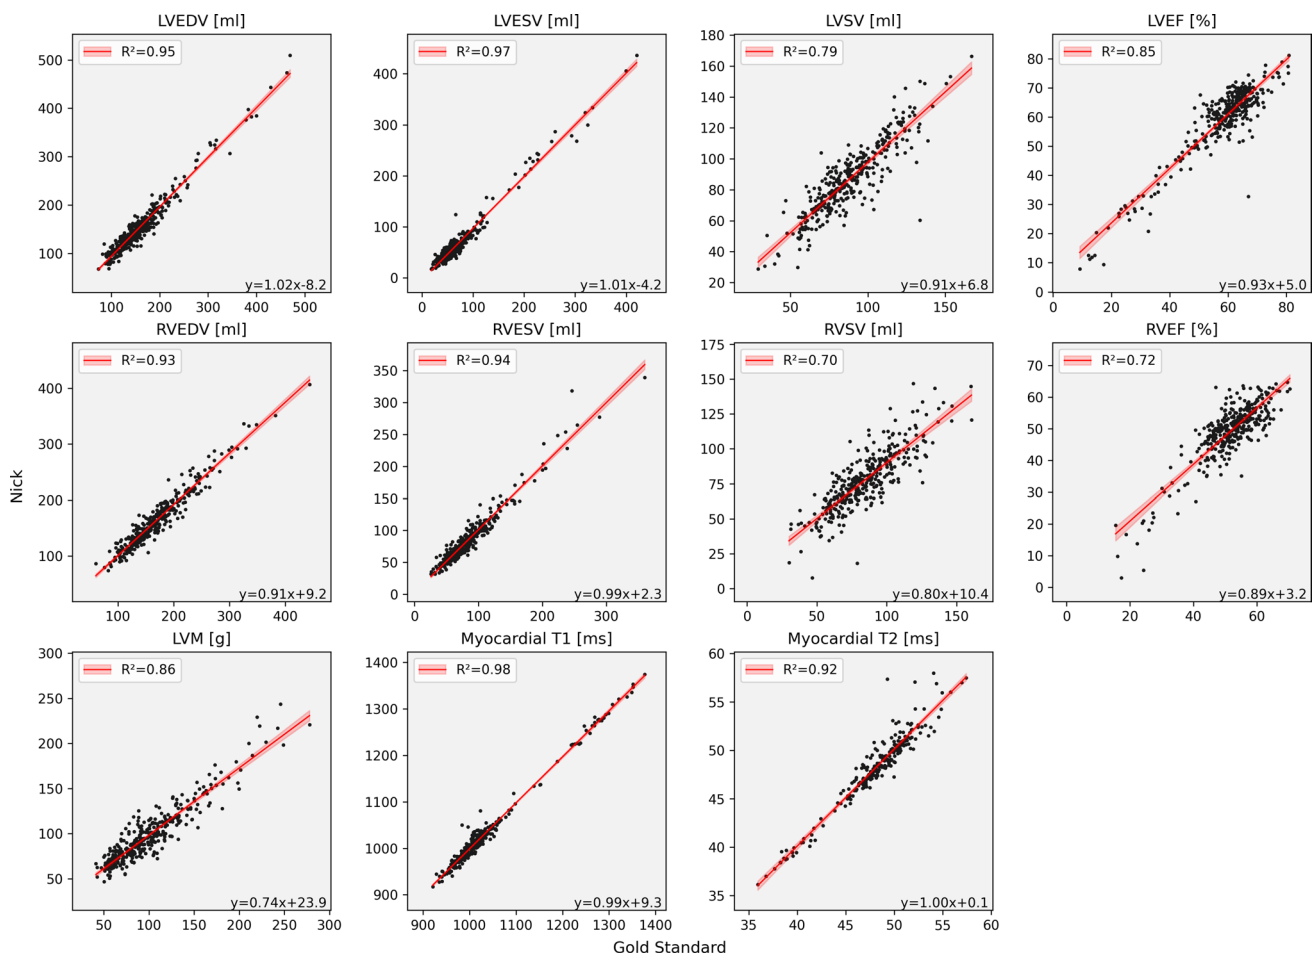 LVEDV [ml]
R²=0.95
500
400
300
200
100
100 200 300 400 500
y=1.02x-8.2
LVESV [ml]
R²=0.97
400
300
200
100
0
0 100 200 300 400
y=1.01x-4.2
LVSV [ml]
R²=0.79
180
160
140
120
100
80
60
40
20
50 100 150
y=0.91x+6.8
LVEF [%]
R²=0.85
80
70
60
50
40
30
20
10
0
0 20 40 60 80
y=0.93x+5.0
Nick
RVEDV [ml]
R²=0.93
400
300
200
100
100 200 300 400
y=0.91x+9.2
RVESV [ml]
R²=0.94
350
300
250
200
150
100
50
0
0 100 200 300
y=0.99x+2.3
RVSV [ml]
R²=0.70
175
150
125
100
75
50
25
0
0 50 100 150
y=0.80x+10.4
RVEF [%]
R²=0.72
70
60
50
40
30
20
10
0
0 20 40 60
y=0.89x+3.2
LVM [g]
R²=0.86
300
250
200
150
100
50
50 100 150 200 250 300
y=0.74x+23.9
Myocardial T1 [ms]
R²=0.98
1400
1300
1200
1100
1000
900
900 1000 1100 1200 1300 1400
y=0.99x+9.3
Myocardial T2 [ms]
R²=0.92
60
55
50
45
40
35
35 40 45 50 55 60
y=1.00x+0.1
Gold Standard